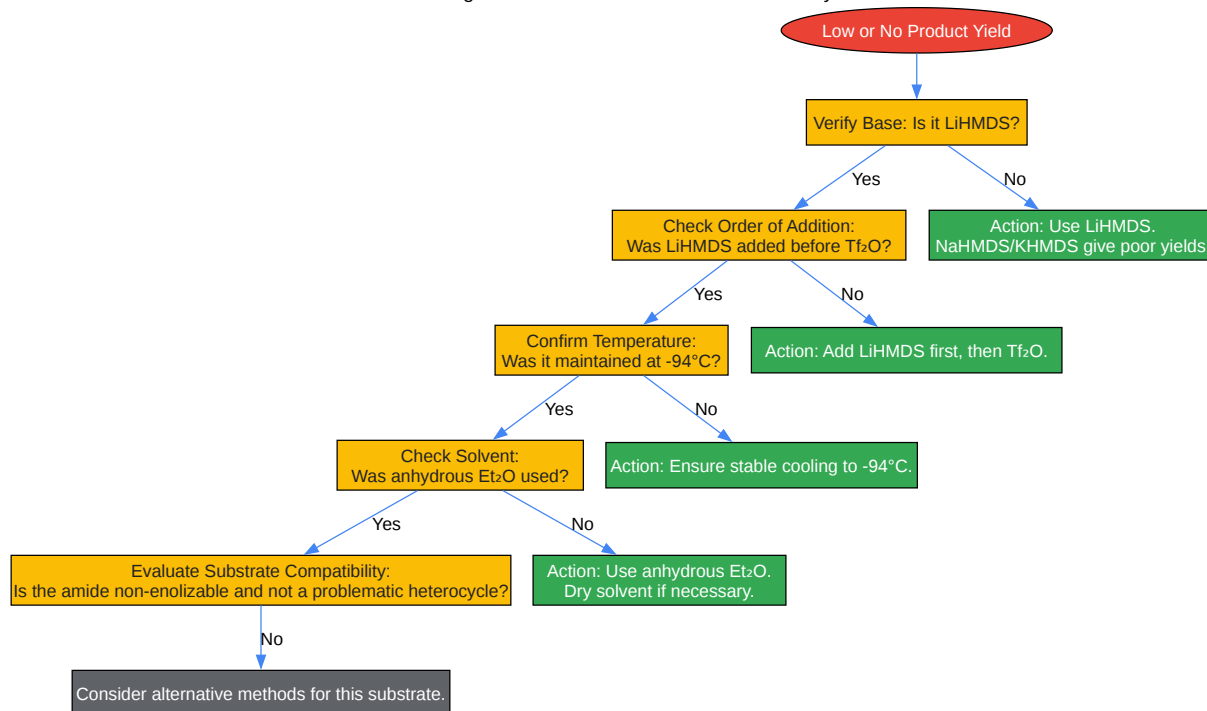 Low or No Product Yield
Verify Base: Is it LiHMDS?
Yes
No
Check Order of Addition:
Was LiHMDS added before Tf₂O?
Action: Use LiHMDS.
NaHMDS/KHMDS give poor yields
Yes
No
Confirm Temperature:
Was it maintained at -94°C?
Action: Add LiHMDS first, then Tf₂O.
Yes
No
Check Solvent:
Was anhydrous Et₂O used?
Action: Ensure stable cooling to -94°C.
Yes
No
Evaluate Substrate Compatibility:
Is the amide non-enolizable and not a problematic heterocycle?
Action: Use anhydrous Et₂O.
Dry solvent if necessary.
No
Consider alternative methods for this substrate.